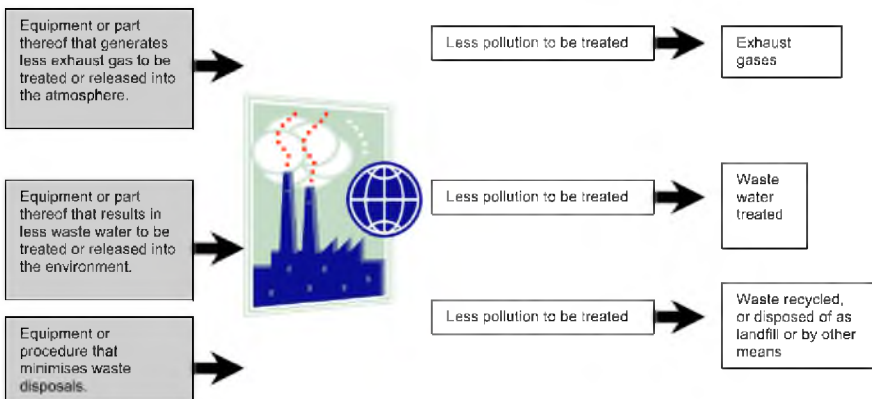 Equipment or part
thereof that generates
less exhaust gas to be
treated or released into
the atmosphere.
Less pollution to be treated
Exhaust
gases
Equipment or part
thereof that results in
less waste water to be
treated or released into
the environment.
Less pollution to be treated
Waste
water
treated
Equipment or
procedure that
minimises waste
disposals.
Less pollution to be treated
Waste recycled,
or disposed of as
landfill or by other
means